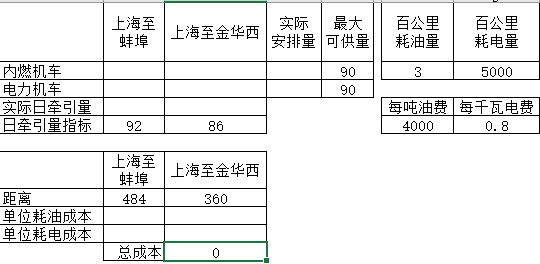 上海至
蚌埠
上海至金华西
实际
安排量
最大
可供量
百公里
耗油量
百公里
耗电量
内燃机车
90
3
5000
电力机车
90
实际日牵引量
每吨油费
每千瓦电费
日牵引量指标
92
86
4000
0.8
上海至
蚌埠
上海至金华西
距离
484
360
单位耗油成本
单位耗电成本
总成本
0